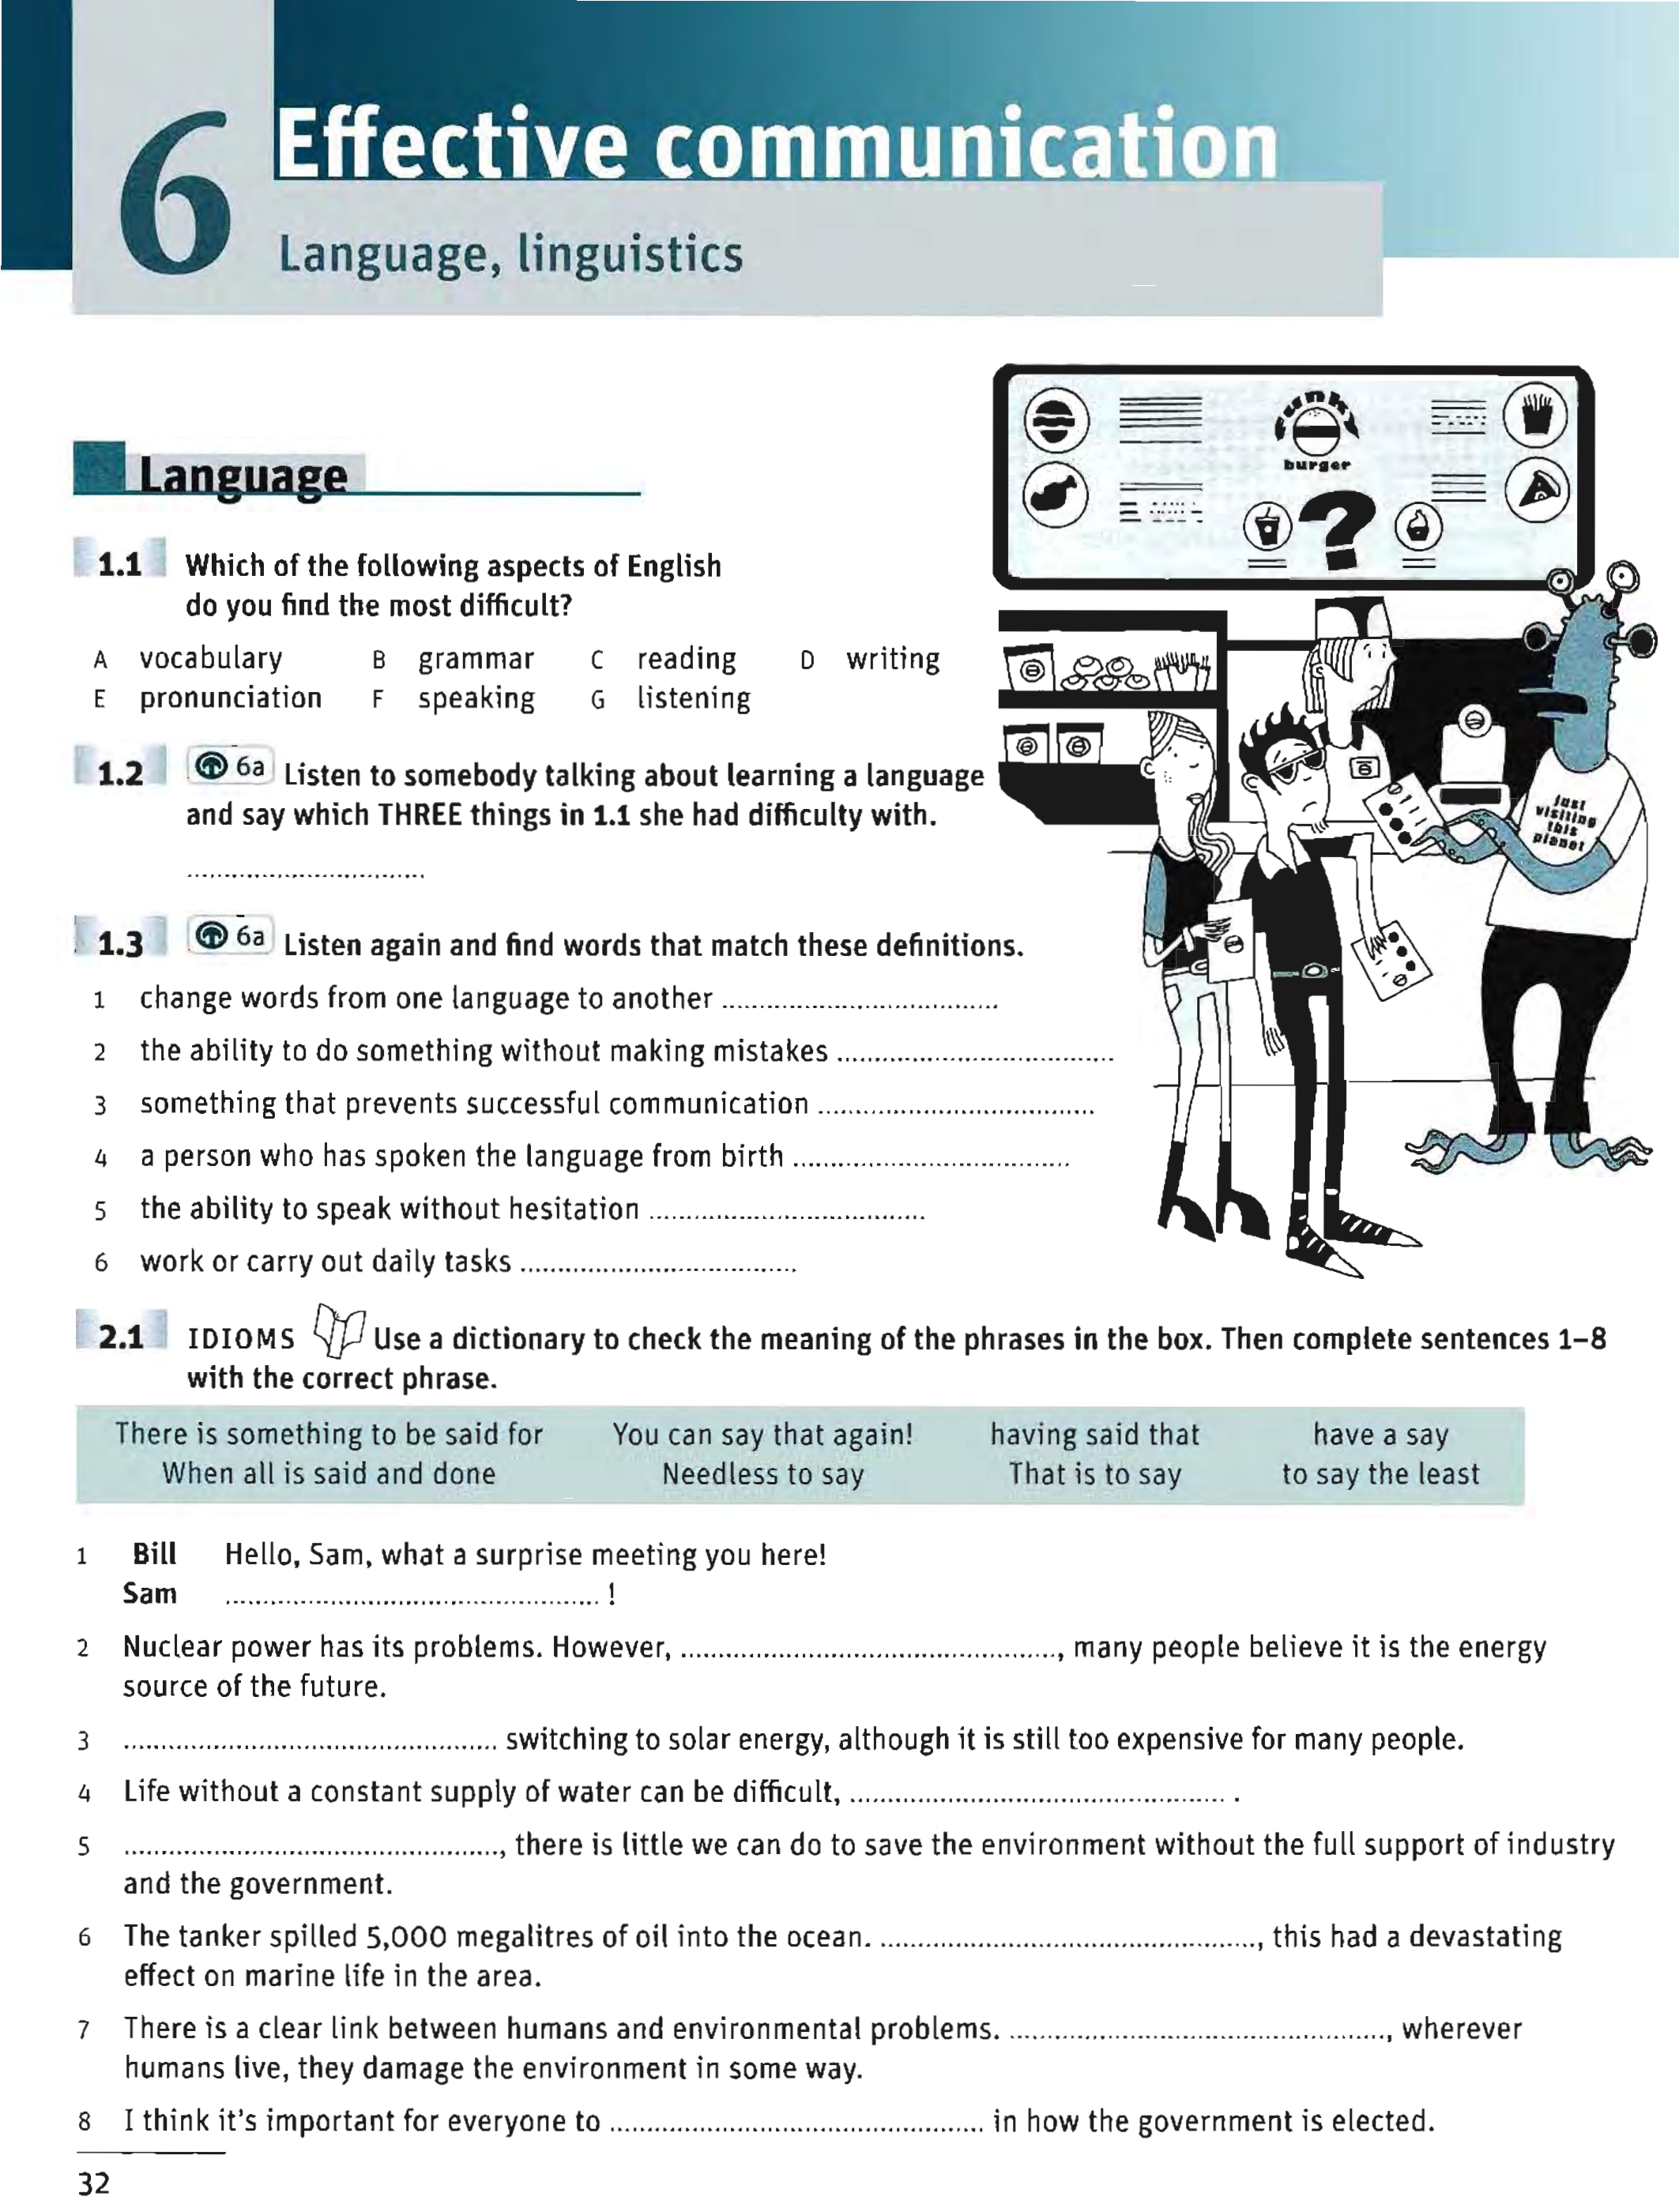 6
Effective communication
Language, linguistics
funky
burger
?
Language
1.1 Which of the following aspects of English
do you find the most difficult?
A vocabulary B grammar C reading D writing
E pronunciation F speaking G listening
1.2 6a Listen to somebody talking about learning a language
and say which THREE things in 1.1 she had difficulty with.
..............................
Just
visiting
this
planet
1.3 6a Listen again and find words that match these definitions.
1 change words from one language to another ..............................
2 the ability to do something without making mistakes ..............................
3 something that prevents successful communication ..............................
4 a person who has spoken the language from birth ..............................
5 the ability to speak without hesitation ..............................
6 work or carry out daily tasks ..............................
2.1 IDIOMS Use a dictionary to check the meaning of the phrases in the box. Then complete sentences 1–8
with the correct phrase.
There is something to be said for You can say that again! having said that have a say
When all is said and done Needless to say That is to say to say the least
1 Bill Hello, Sam, what a surprise meeting you here!
Sam .............................. !
2 Nuclear power has its problems. However, .............................., many people believe it is the energy
source of the future.
3 .............................. switching to solar energy, although it is still too expensive for many people.
4 Life without a constant supply of water can be difficult, .............................. .
5 .............................., there is little we can do to save the environment without the full support of industry
and the government.
6 The tanker spilled 5,000 megalitres of oil into the ocean. .............................., this had a devastating
effect on marine life in the area.
7 There is a clear link between humans and environmental problems. .............................., wherever
humans live, they damage the environment in some way.
8 I think it's important for everyone to .............................. in how the government is elected.
32